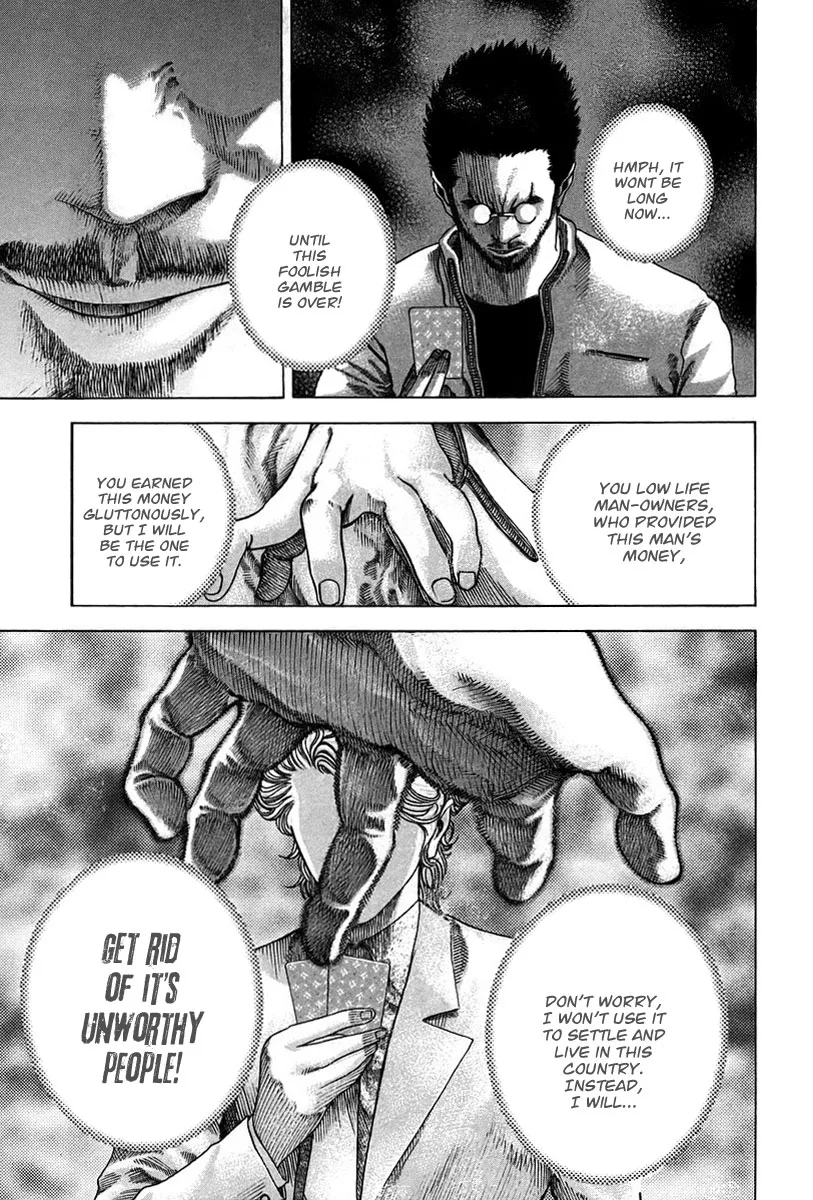 HMPH, IT
WONT BE
LONG
NOW...
UNTIL
THIS
FOOLISH
GAMBLE
IS OVER!
YOU LOW LIFE
MAN-OWNERS,
WHO PROVIDED
THIS MAN'S
MONEY,
YOU EARNED
THIS MONEY
GLUTTONOUSLY,
BUT I WILL
BE THE ONE
TO USE IT.
DON'T WORRY,
I WON'T USE IT
TO SETTLE AND
LIVE IN THIS
COUNTRY.
INSTEAD,
I WILL...
GET RID
OF IT'S
UNWORTHY
PEOPLE!